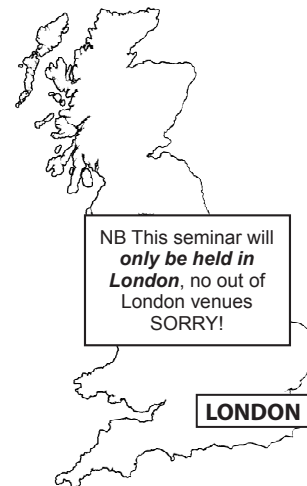 NB This seminar will
only be held in
London, no out of
London venues
SORRY!
LONDON